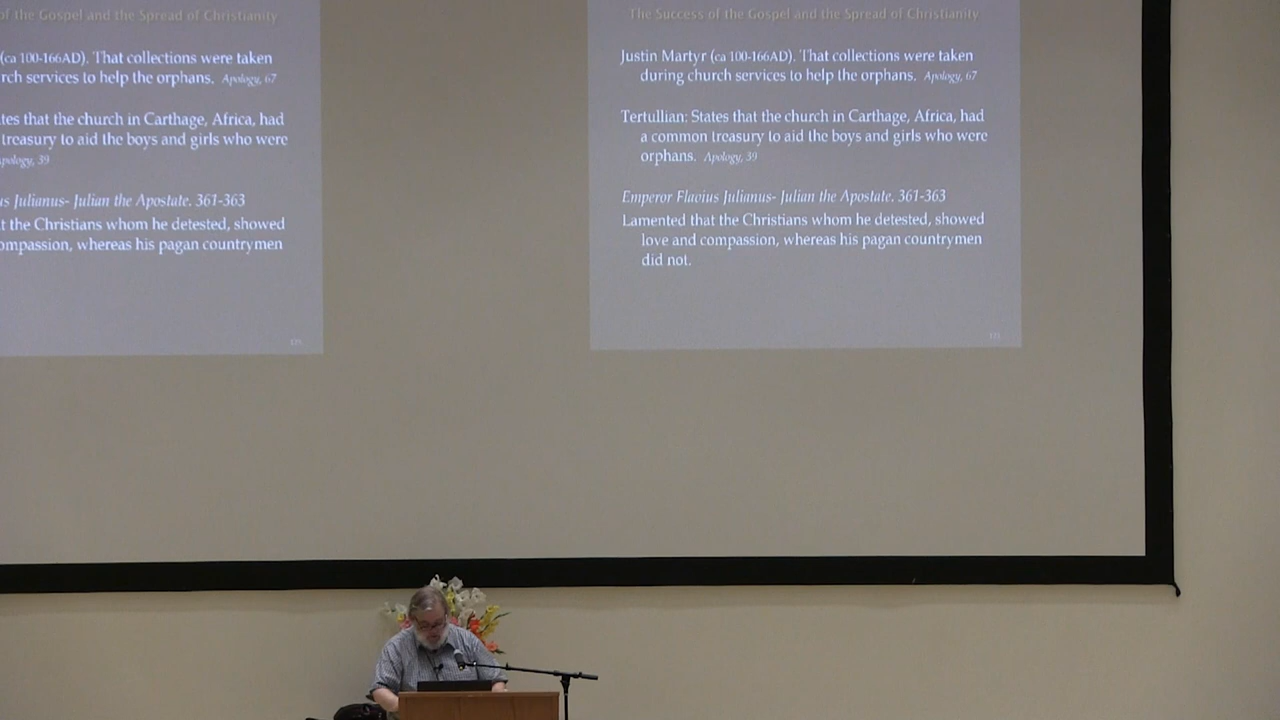 of the Gospel and the Spread of Christianity
(ca 100-166AD). That collections were taken
rch services to help the orphans. Apology, 67
tes that the church in Carthage, Africa, had
treasury to aid the boys and girls who were
pology, 39
us Julianus- Julian the Apostate. 361-363
t the Christians whom he detested, showed
ompassion, whereas his pagan countrymen
The Success of the Gospel and the Spread of Christianity
Justin Martyr (ca 100-166AD). That collections were taken
during church services to help the orphans. Apology, 67
Tertullian: States that the church in Carthage, Africa, had
a common treasury to aid the boys and girls who were
orphans. Apology, 39
Emperor Flavius Julianus- Julian the Apostate. 361-363
Lamented that the Christians whom he detested, showed
love and compassion, whereas his pagan countrymen
did not.